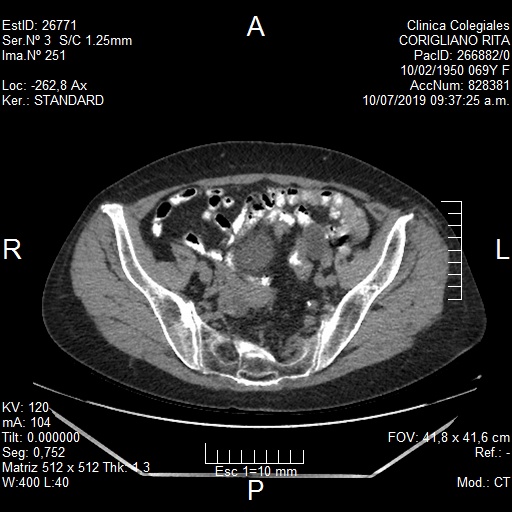 EstID: 26771
Ser.Nº 3 S/C 1.25mm
Ima.Nº 251
Loc: -262,8 Ax
Ker.: STANDARD
A
Clinica Colegiales
CORIGLIANO RITA
PacID: 266882/0
10/02/1950 069Y F
AccNum: 828381
10/07/2019 09:37:25 a.m.
R
L
KV: 120
mA: 104
Tilt: 0.000000
Seg: 0,752
Matriz 512 x 512 Thk: 1.3
W:400 L:40
Esc 1=10 mm
P
FOV: 41,8 x 41,6 cm
Ref.: -
Mod.: CT